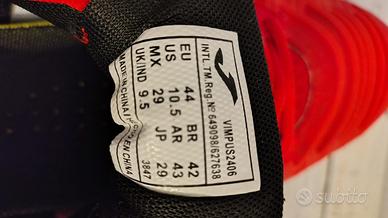 VIMPUS2406
INTL. TM.Reg.Nº 649098/627638
EU 44 BR 42
US 10.5 AR 43
MX 29 JP 29
UK/IND 9.5
MADE IN CHINA
3847
subito